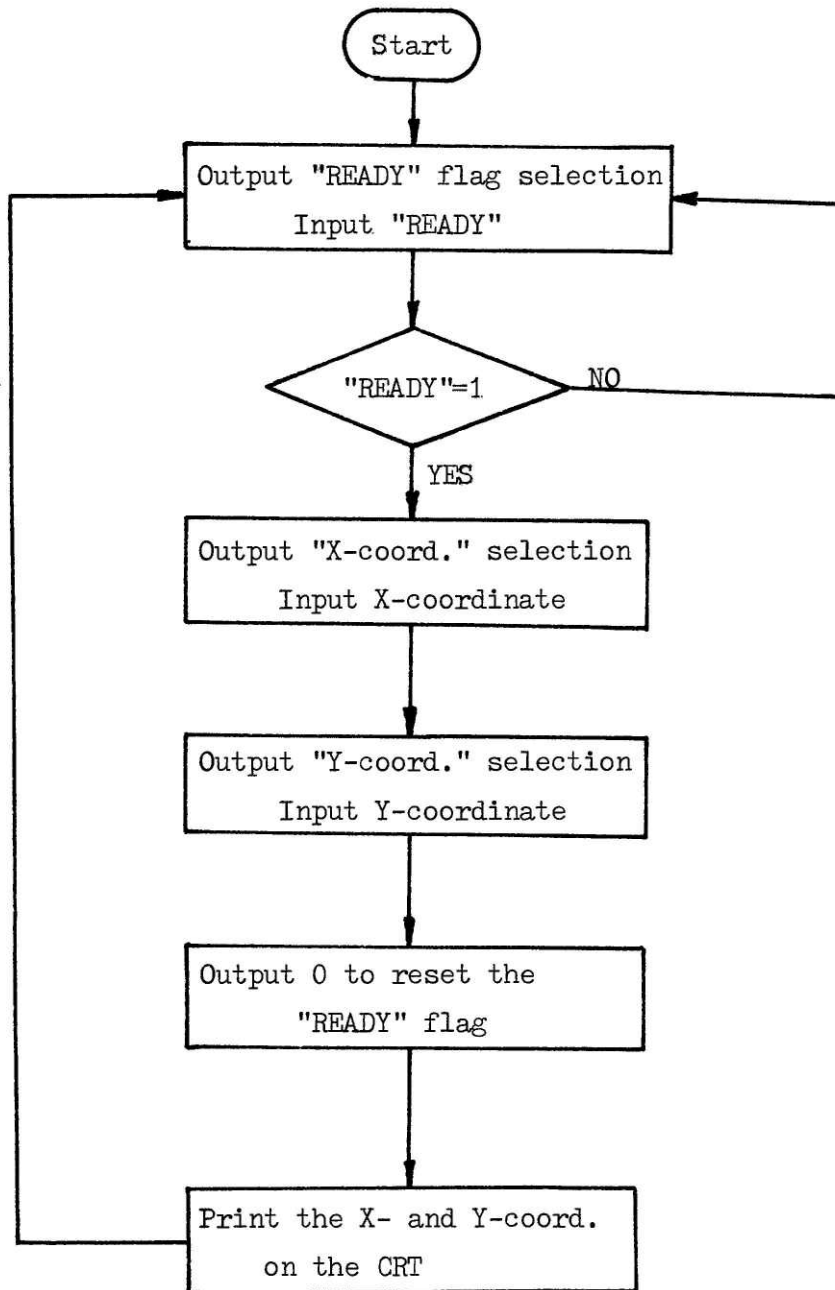 Start
Output "READY" flag selection
Input "READY"
"READY"=1
NO
YES
Output "X-coord." selection
Input X-coordinate
Output "Y-coord." selection
Input Y-coordinate
Output 0 to reset the
"READY" flag
Print the X- and Y-coord.
on the CRT